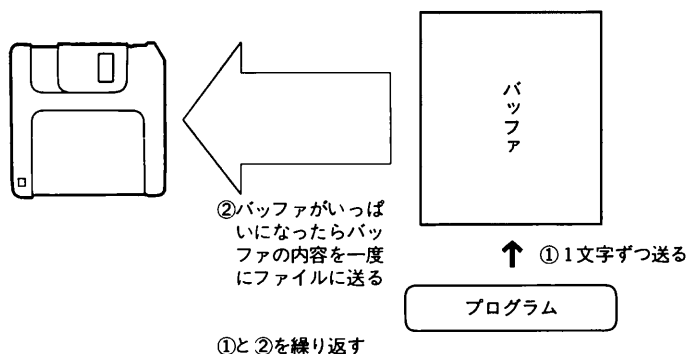 バッファ
②バッファがいっぱ
いになったらバッ
ファの内容を一度
にファイルに送る
①1文字ずつ送る
プログラム
①と②を繰り返す